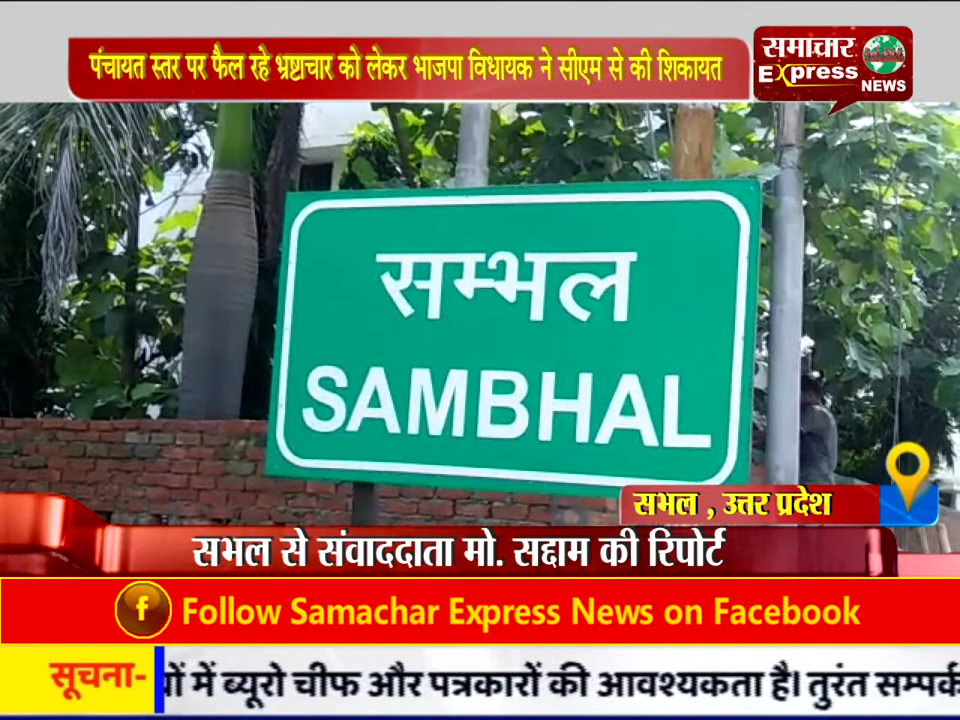 पंचायत स्तर पर फैल रहे भ्रष्टाचार को लेकर भाजपा विधायक ने सीएम से की शिकायत
समाचार
Express
NEWS
सम्भल
SAMBHAL
सभल , उत्तर प्रदेश
सभल से संवाददाता मो. सद्दाम की रिपोर्ट
f Follow Samachar Express News on Facebook
सूचना- में ब्यूरो चीफ और पत्रकारों की आवश्यकता है। तुरंत सम्पर्क